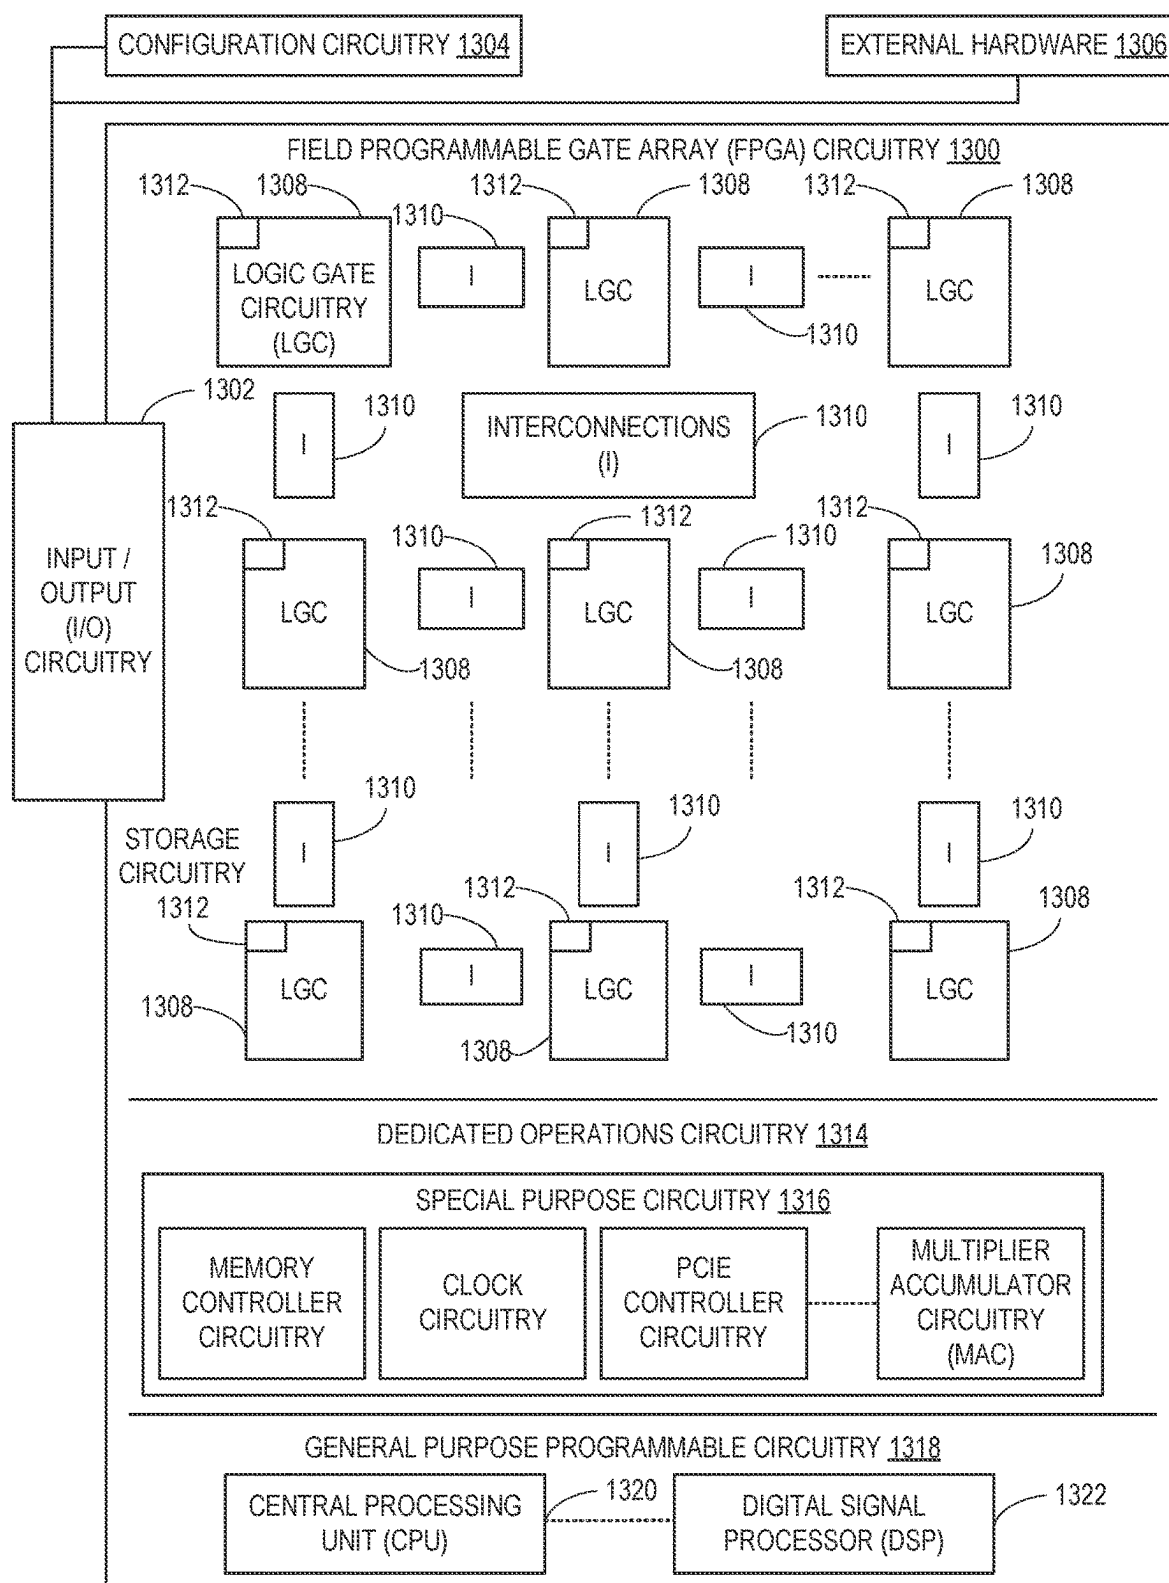 CONFIGURATION CIRCUITRY 1304
EXTERNAL HARDWARE 1306
FIELD PROGRAMMABLE GATE ARRAY (FPGA) CIRCUITRY 1300
1312
1308
1310
1312
1308
1312
1308
LOGIC GATE
CIRCUITRY
(LGC)
I
LGC
I
LGC
1310
1302
1310
I
INTERCONNECTIONS
(I)
1310
I
1310
1312
1310
1312
1310
1312
1308
INPUT /
OUTPUT
(I/O)
CIRCUITRY
LGC
I
LGC
I
LGC
1308
1308
1310
1310
1310
I
I
I
STORAGE
CIRCUITRY
1312
1310
1312
1312
1308
LGC
I
LGC
I
LGC
1308
1308
1310
DEDICATED OPERATIONS CIRCUITRY 1314
SPECIAL PURPOSE CIRCUITRY 1316
MEMORY
CONTROLLER
CIRCUITRY
CLOCK
CIRCUITRY
PCIE
CONTROLLER
CIRCUITRY
MULTIPLIER
ACCUMULATOR
CIRCUITRY
(MAC)
GENERAL PURPOSE PROGRAMMABLE CIRCUITRY 1318
CENTRAL PROCESSING
UNIT (CPU)
1320
DIGITAL SIGNAL
PROCESSOR (DSP)
1322